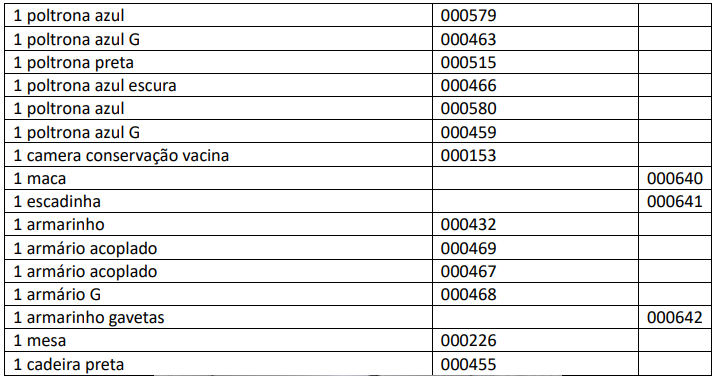 1 poltrona azul 000579
1 poltrona azul G 000463
1 poltrona preta 000515
1 poltrona azul escura 000466
1 poltrona azul 000580
1 poltrona azul G 000459
1 camera conservação vacina 000153
1 maca 000640
1 escadinha 000641
1 armarinho 000432
1 armário acoplado 000469
1 armário acoplado 000467
1 armário G 000468
1 armarinho gavetas 000642
1 mesa 000226
1 cadeira preta 000455